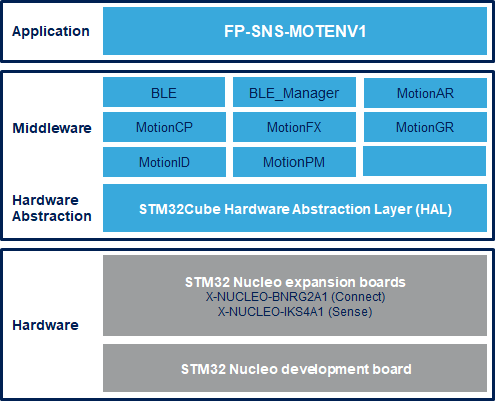 Application
FP-SNS-MOTENV1
Middleware
BLE
BLE_Manager
MotionAR
MotionCP
MotionFX
MotionGR
MotionID
MotionPM
Hardware
Abstraction
STM32Cube Hardware Abstraction Layer (HAL)
Hardware
STM32 Nucleo expansion boards
X-NUCLEO-BNRG2A1 (Connect)
X-NUCLEO-IKS4A1 (Sense)
STM32 Nucleo development board